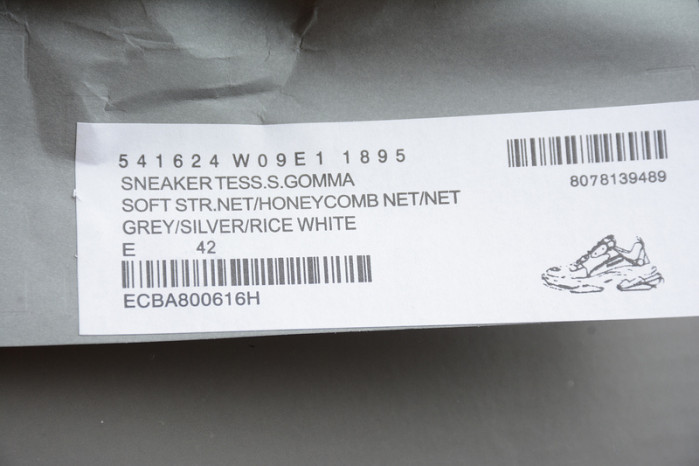 541624 W09E1 1895
SNEAKER TESS.S.GOMMA
SOFT STR.NET/HONEYCOMB NET/NET
GREY/SILVER/RICE WHITE
E 42
ECBA800616H
8078139489